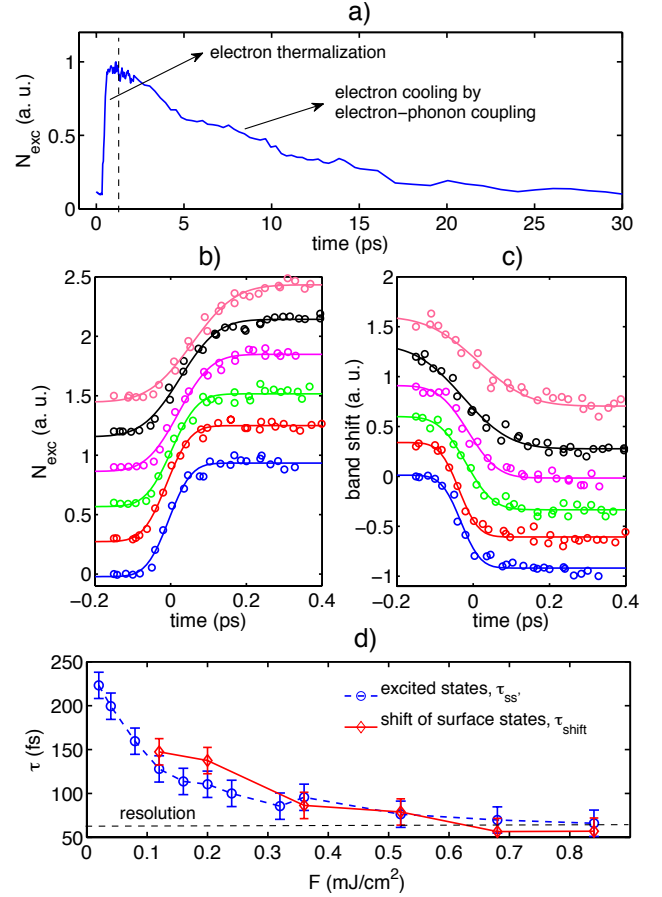 a)
N_exc (a. u.)
1
0.5
0
electron thermalization
electron cooling by
electron−phonon coupling
0 5 10 15 20 25 30
time (ps)
b)
N_exc (a. u.)
2.5
2
1.5
1
0.5
0
−0.2 0 0.2 0.4
time (ps)
c)
band shift (a. u.)
2
1.5
1
0.5
0
−0.5
−1
−0.2 0 0.2 0.4
time (ps)
d)
τ (fs)
250
200
150
100
50
excited states, τ_ss'
shift of surface states, τ_shift
resolution
0 0.1 0.2 0.3 0.4 0.5 0.6 0.7 0.8
F (mJ/cm²)